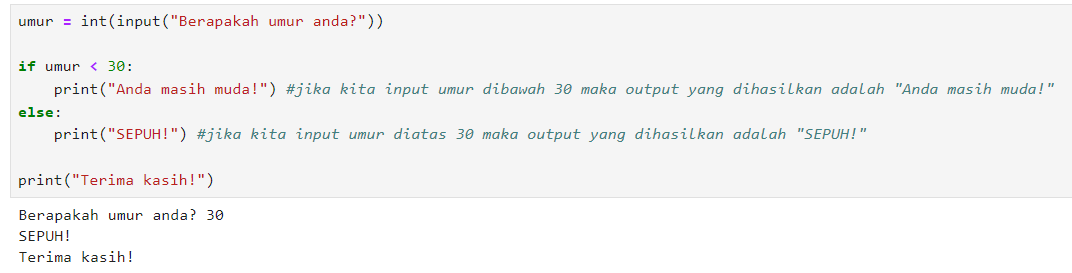 umur = int(input("Berapakah umur anda?"))
if umur < 30:
print("Anda masih muda!") #jika kita input umur dibawah 30 maka output yang dihasilkan adalah "Anda masih muda!"
else:
print("SEPUH!") #jika kita input umur diatas 30 maka output yang dihasilkan adalah "SEPUH!"
print("Terima kasih!")
Berapakah umur anda? 30
SEPUH!
Terima kasih!